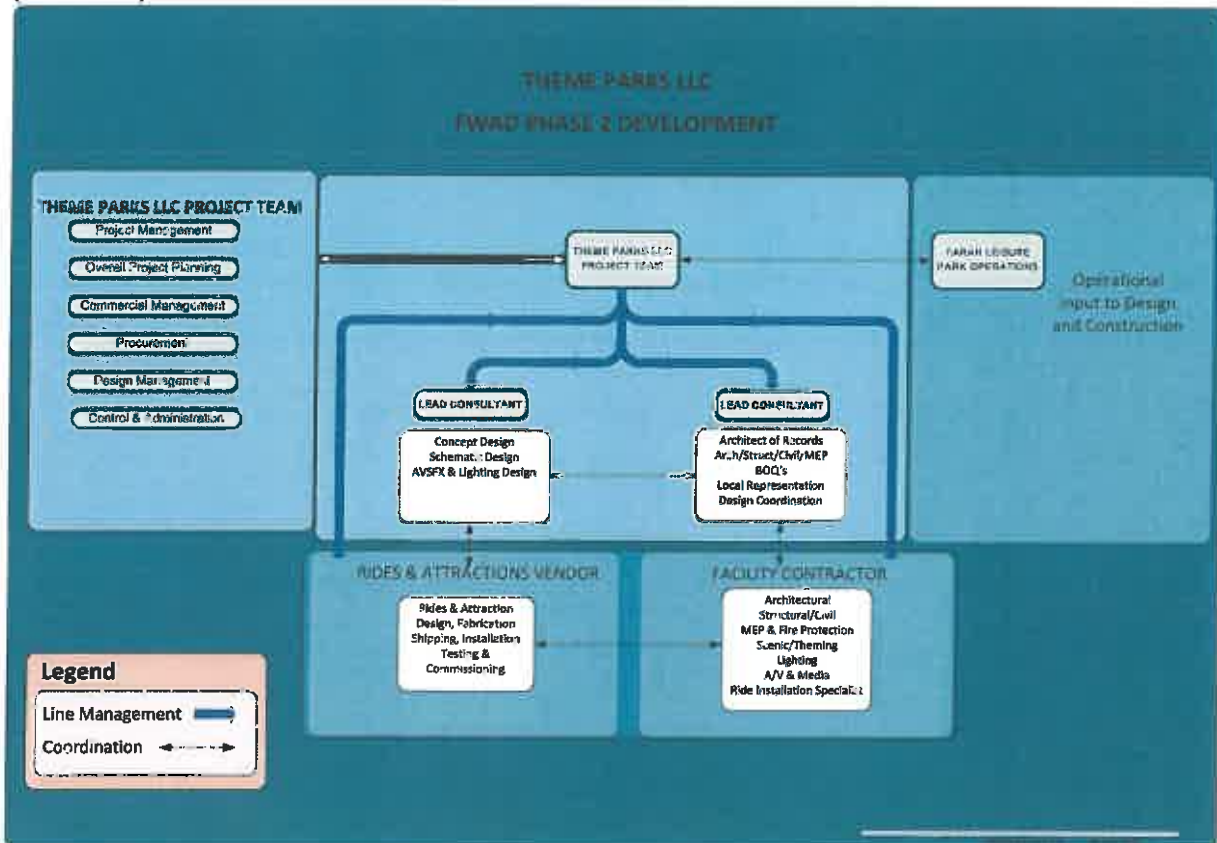 THEME PARKS LLC
FWAD PHASE 2 DEVELOPMENT
THEME PARKS LLC PROJECT TEAM
Project Management
Overall Project Planning
Commercial Management
Procurement
Design Management
Control & Administration
THEME PARKS LLC
PROJECT TEAM
FARAH LEISURE
PARK OPERATIONS
Operational
Input to Design
and Construction
LEAD CONSULTANT
Concept Design
Schematic Design
AVSFX & Lighting Design
LEAD CONSULTANT
Architect of Records
Arch/Struct/Civil/MEP
BOQ's
Local Representation
Design Coordination
RIDES & ATTRACTIONS VENDOR
Rides & Attraction
Design, Fabrication
Shipping, Installation
Testing &
Commissioning
FACILITY CONTRACTOR
Architectural
Structural/Civil
MEP & Fire Protection
Scenic/Theming
Lighting
A/V & Media
Ride Installation Specialist
Legend
Line Management
Coordination